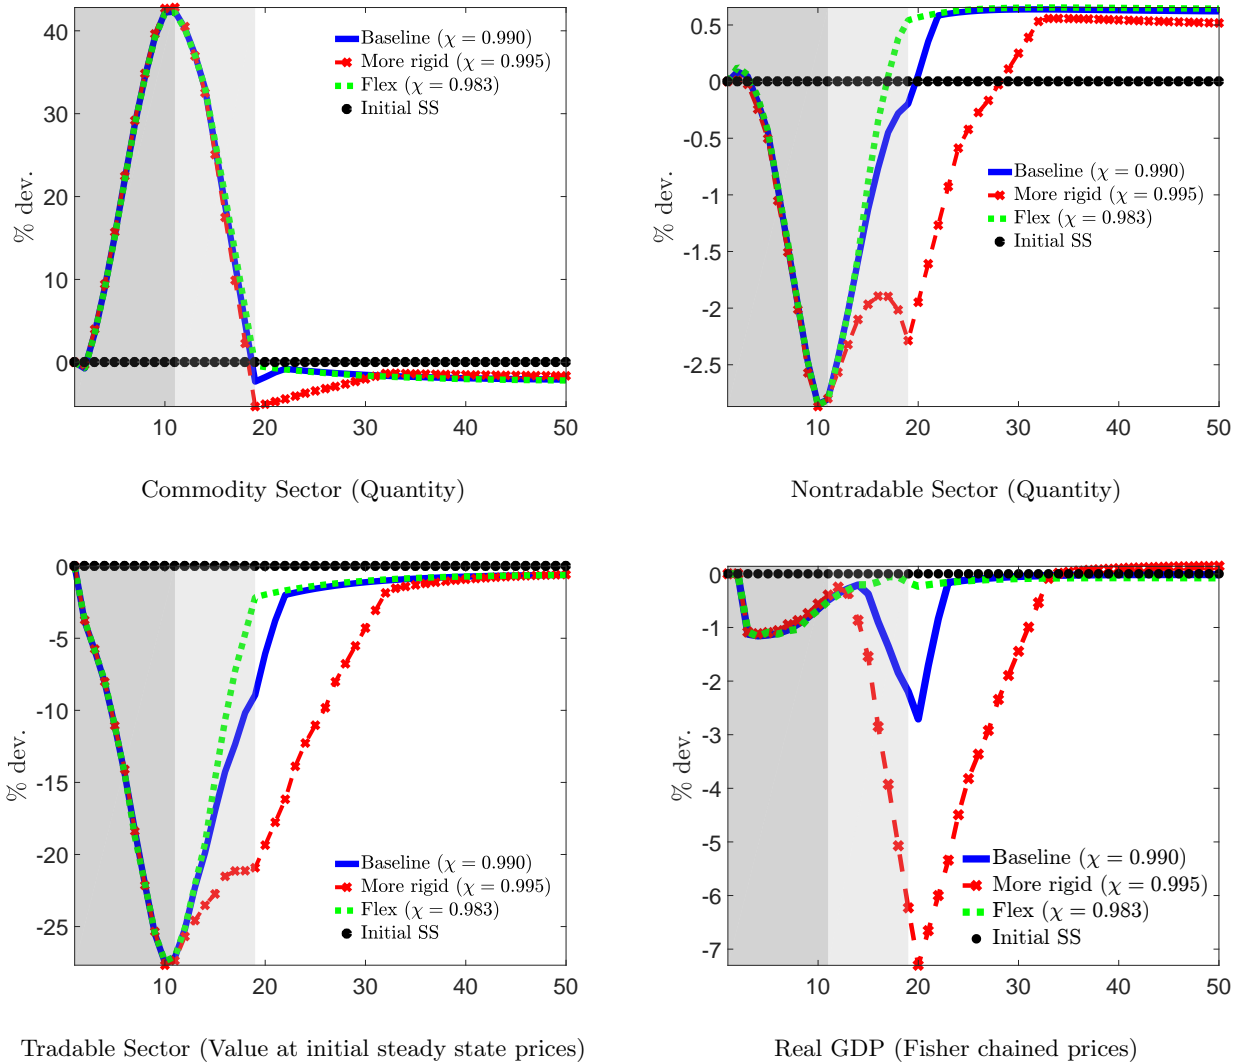 40
30
20
10
0
% dev.
10
20
30
40
50
Baseline (χ = 0.990)
More rigid (χ = 0.995)
Flex (χ = 0.983)
Initial SS
Commodity Sector (Quantity)
0.5
0
-0.5
-1
-1.5
-2
-2.5
% dev.
10
20
30
40
50
Baseline (χ = 0.990)
More rigid (χ = 0.995)
Flex (χ = 0.983)
Initial SS
Nontradable Sector (Quantity)
0
-5
-10
-15
-20
-25
% dev.
10
20
30
40
50
Baseline (χ = 0.990)
More rigid (χ = 0.995)
Flex (χ = 0.983)
Initial SS
Tradable Sector (Value at initial steady state prices)
0
-1
-2
-3
-4
-5
-6
-7
% dev.
10
20
30
40
50
Baseline (χ = 0.990)
More rigid (χ = 0.995)
Flex (χ = 0.983)
Initial SS
Real GDP (Fisher chained prices)